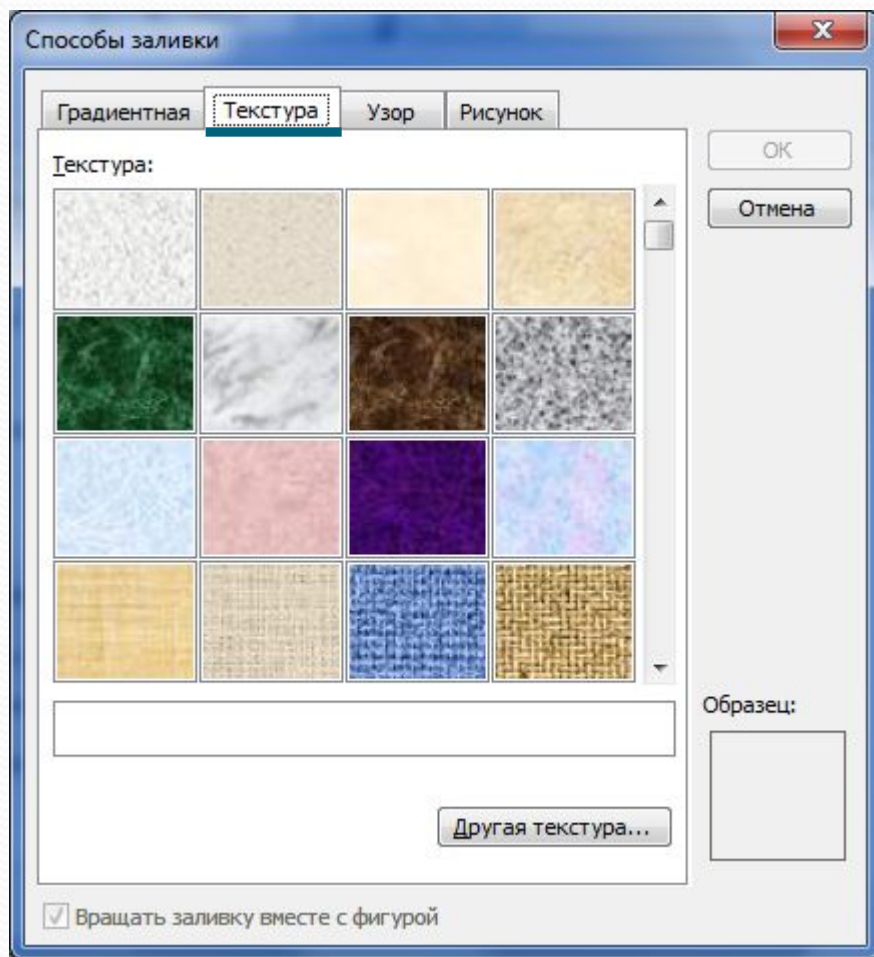 Способы заливки
Градиентная Текстура Узор Рисунок
Текстура:
ОК
Отмена
Образец:
Другая текстура...
Вращать заливку вместе с фигурой